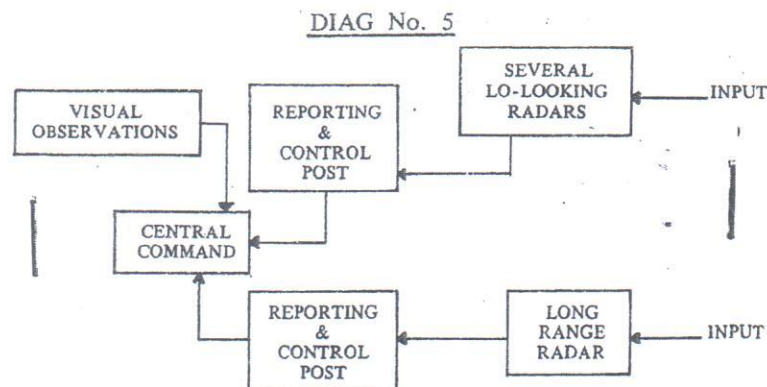 DIAG No. 5
VISUAL
OBSERVATIONS
REPORTING
&
CONTROL
POST
SEVERAL
LO-LOOKING
RADARS
INPUT
CENTRAL
COMMAND
REPORTING
&
CONTROL
POST
LONG
RANGE
RADAR
INPUT